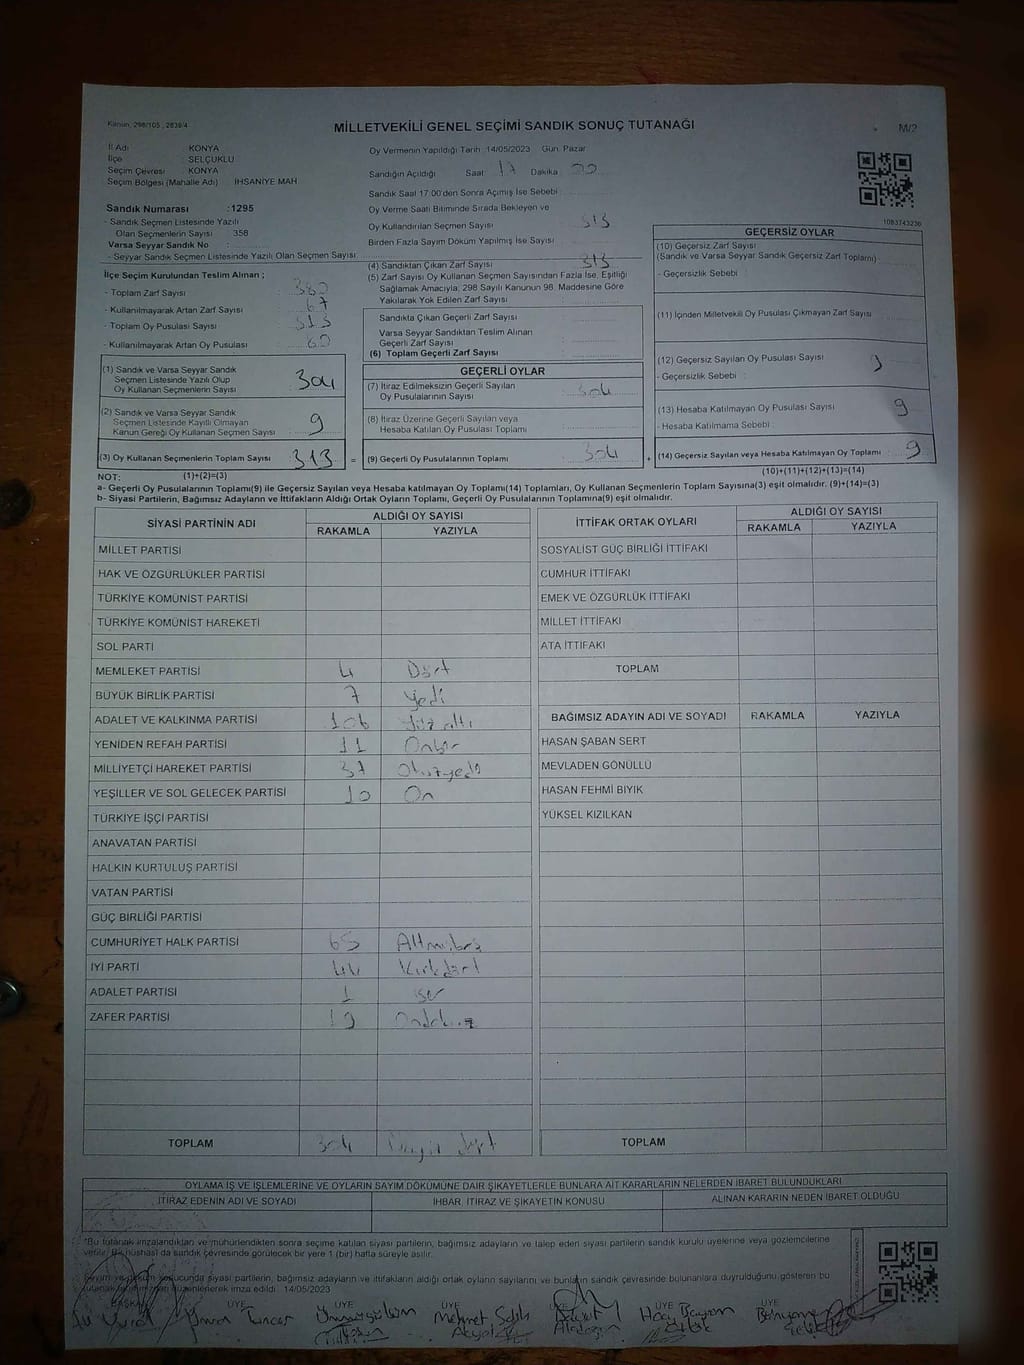 Kanun: 298/105 , 2839/4
MİLLETVEKİLİ GENEL SEÇİMİ SANDIK SONUÇ TUTANAĞI
M/2
İl Adı KONYA
İlçe SELÇUKLU
Seçim Çevresi KONYA
Seçim Bölgesi (Mahalle Adı) İHSANİYE MAH.
Sandık Numarası :1295
- Sandık Seçmen Listesinde Yazılı
Olan Seçmenlerin Sayısı 358
Varsa Seyyar Sandık No
- Seyyar Sandık Seçmen Listesinde Yazılı Olan Seçmen Sayısı
Oy Vermenin Yapıldığı Tarih :14/05/2023 Gün: Pazar
Sandığın Açıldığı Saat 17 Dakika
Sandık Saat 17:00'den Sonra Açımış İse Sebebi
Oy Verme Saati Bitiminde Sırada Bekleyen ve
Oy Kullandırılan Seçmen Sayısı 313
Birden Fazla Sayım Döküm Yapılmış İse Sayısı
1083743236
İlçe Seçim Kurulundan Teslim Alınan ;
- Toplam Zarf Sayısı 380
- Kullanılmayarak Artan Zarf Sayısı 67
- Toplam Oy Pusulası Sayısı
- Kullanılmayarak Artan Oy Pusulası
(1) Sandık ve Varsa Seyyar Sandık
Seçmen Listesinde Yazılı Olup
Oy Kullanan Seçmenlerin Sayısı 304
(2) Sandık ve Varsa Seyyar Sandık
Seçmen Listesinde Kayıtlı Olmayan
Kanun Gereği Oy Kullanan Seçmen Sayısı 9
(3) Oy Kullanan Seçmenlerin Toplam Sayısı 313 =
(4) Sandıktan Çıkan Zarf Sayısı 313
(5) Zarf Sayısı Oy Kullanan Seçmen Sayısından Fazla İse, Eşitliği
Sağlamak Amacıyla; 298 Sayılı Kanunun 98. Maddesine Göre
Yakılarak Yok Edilen Zarf Sayısı
Sandıkta Çıkan Geçerli Zarf Sayısı
Varsa Seyyar Sandıktan Teslim Alınan
Geçerli Zarf Sayısı
(6) Toplam Geçerli Zarf Sayısı
GEÇERLİ OYLAR
(7) İtiraz Edilmeksizin Geçerli Sayılan
Oy Pusulalarının Sayısı 304
(8) İtiraz Üzerine Geçerli Sayılan veya
Hesaba Katılan Oy Pusulası Toplamı
(9) Geçerli Oy Pusulalarının Toplamı 304 +
GEÇERSİZ OYLAR
(10) Geçersiz Zarf Sayısı
(Sandık ve Varsa Seyyar Sandık Geçersiz Zarf Toplamı)
- Geçersizlik Sebebi :
(11) İçinden Milletvekili Oy Pusulası Çıkmayan Zarf Sayısı
(12) Geçersiz Sayılan Oy Pusulası Sayısı 9
- Geçersizlik Sebebi :
(13) Hesaba Katılmayan Oy Pusulası Sayısı 9
- Hesaba Katılmama Sebebi :
(14) Geçersiz Sayılan veya Hesaba Katılmayan Oy Toplamı 9
NOT: (1)+(2)=(3) (10)+(11)+(12)+(13)=(14)
a- Geçerli Oy Pusulalarının Toplamı(9) ile Geçersiz Sayılan veya Hesaba katılmayan Oy Toplamı(14) Toplamları, Oy Kullanan Seçmenlerin Toplam Sayısına(3) eşit olmalıdır. (9)+(14)=(3)
b- Siyasi Partilerin, Bağımsız Adayların ve İttifakların Aldığı Ortak Oyların Toplamı, Geçerli Oy Pusulalarının Toplamına(9) eşit olmalıdır.
SİYASİ PARTİNİN ADI ALDIĞI OY SAYISI
RAKAMLA YAZIYLA
MİLLET PARTİSİ
HAK VE ÖZGÜRLÜKLER PARTİSİ
TÜRKİYE KOMÜNİST PARTİSİ
TÜRKİYE KOMÜNİST HAREKETİ
SOL PARTİ
MEMLEKET PARTİSİ 4 Dört
BÜYÜK BİRLİK PARTİSİ 7 Yedi
ADALET VE KALKINMA PARTİSİ 106 Yüz altı
YENİDEN REFAH PARTİSİ 11 Onbir
MİLLİYETÇİ HAREKET PARTİSİ 37 Otuzyedi
YEŞİLLER VE SOL GELECEK PARTİSİ 10 On
TÜRKİYE İŞÇİ PARTİSİ
ANAVATAN PARTİSİ
HALKIN KURTULUŞ PARTİSİ
VATAN PARTİSİ
GÜÇ BİRLİĞİ PARTİSİ
CUMHURİYET HALK PARTİSİ 65 Altmışbeş
İYİ PARTİ 44 Kırkdört
ADALET PARTİSİ 1 Bir
ZAFER PARTİSİ 19 Ondokuz
TOPLAM 304
İTTİFAK ORTAK OYLARI ALDIĞI OY SAYISI
RAKAMLA YAZIYLA
SOSYALİST GÜÇ BİRLİĞİ İTTİFAKI
CUMHUR İTTİFAKI
EMEK VE ÖZGÜRLÜK İTTİFAKI
MİLLET İTTİFAKI
ATA İTTİFAKI
TOPLAM
BAĞIMSIZ ADAYIN ADI VE SOYADI RAKAMLA YAZIYLA
HASAN ŞABAN SERT
MEVLADEN GÖNÜLLÜ
HASAN FEHMİ BIYIK
YÜKSEL KIZILKAN
TOPLAM
OYLAMA İŞ VE İŞLEMLERİNE VE OYLARIN SAYIM DÖKÜMÜNE DAİR ŞİKAYETLERLE BUNLARA AİT KARARLARIN NELERDEN İBARET BULUNDUKLARI
İTİRAZ EDENİN ADI VE SOYADI İHBAR, İTİRAZ VE ŞİKAYETİN KONUSU ALINAN KARARIN NEDEN İBARET OLDUĞU
*Bu tutanak imzalandıktan ve mühürlendikten sonra seçime katılan siyasi partilerin, bağımsız adayların ve talep eden siyasi partilerin sandık kurulu üyelerine veya gözlemcilerine
verilir. Bir nüshası da sandık çevresinde görülecek bir yere 1 (bir) hafta süreyle asılır.
Sayım ve döküm sonucunda siyasi partilerin, bağımsız adayların ve ittifakların aldığı ortak oyların sayılarını ve bunların sandık çevresinde bulunanlara duyrulduğunu gösteren bu
tutanak düzenlenerek imza edildi. 14/05/2023
BAŞKAN ÜYE ÜYE ÜYE ÜYE ÜYE ÜYE
Tuncer Mehmet Salih Hacı Bayram